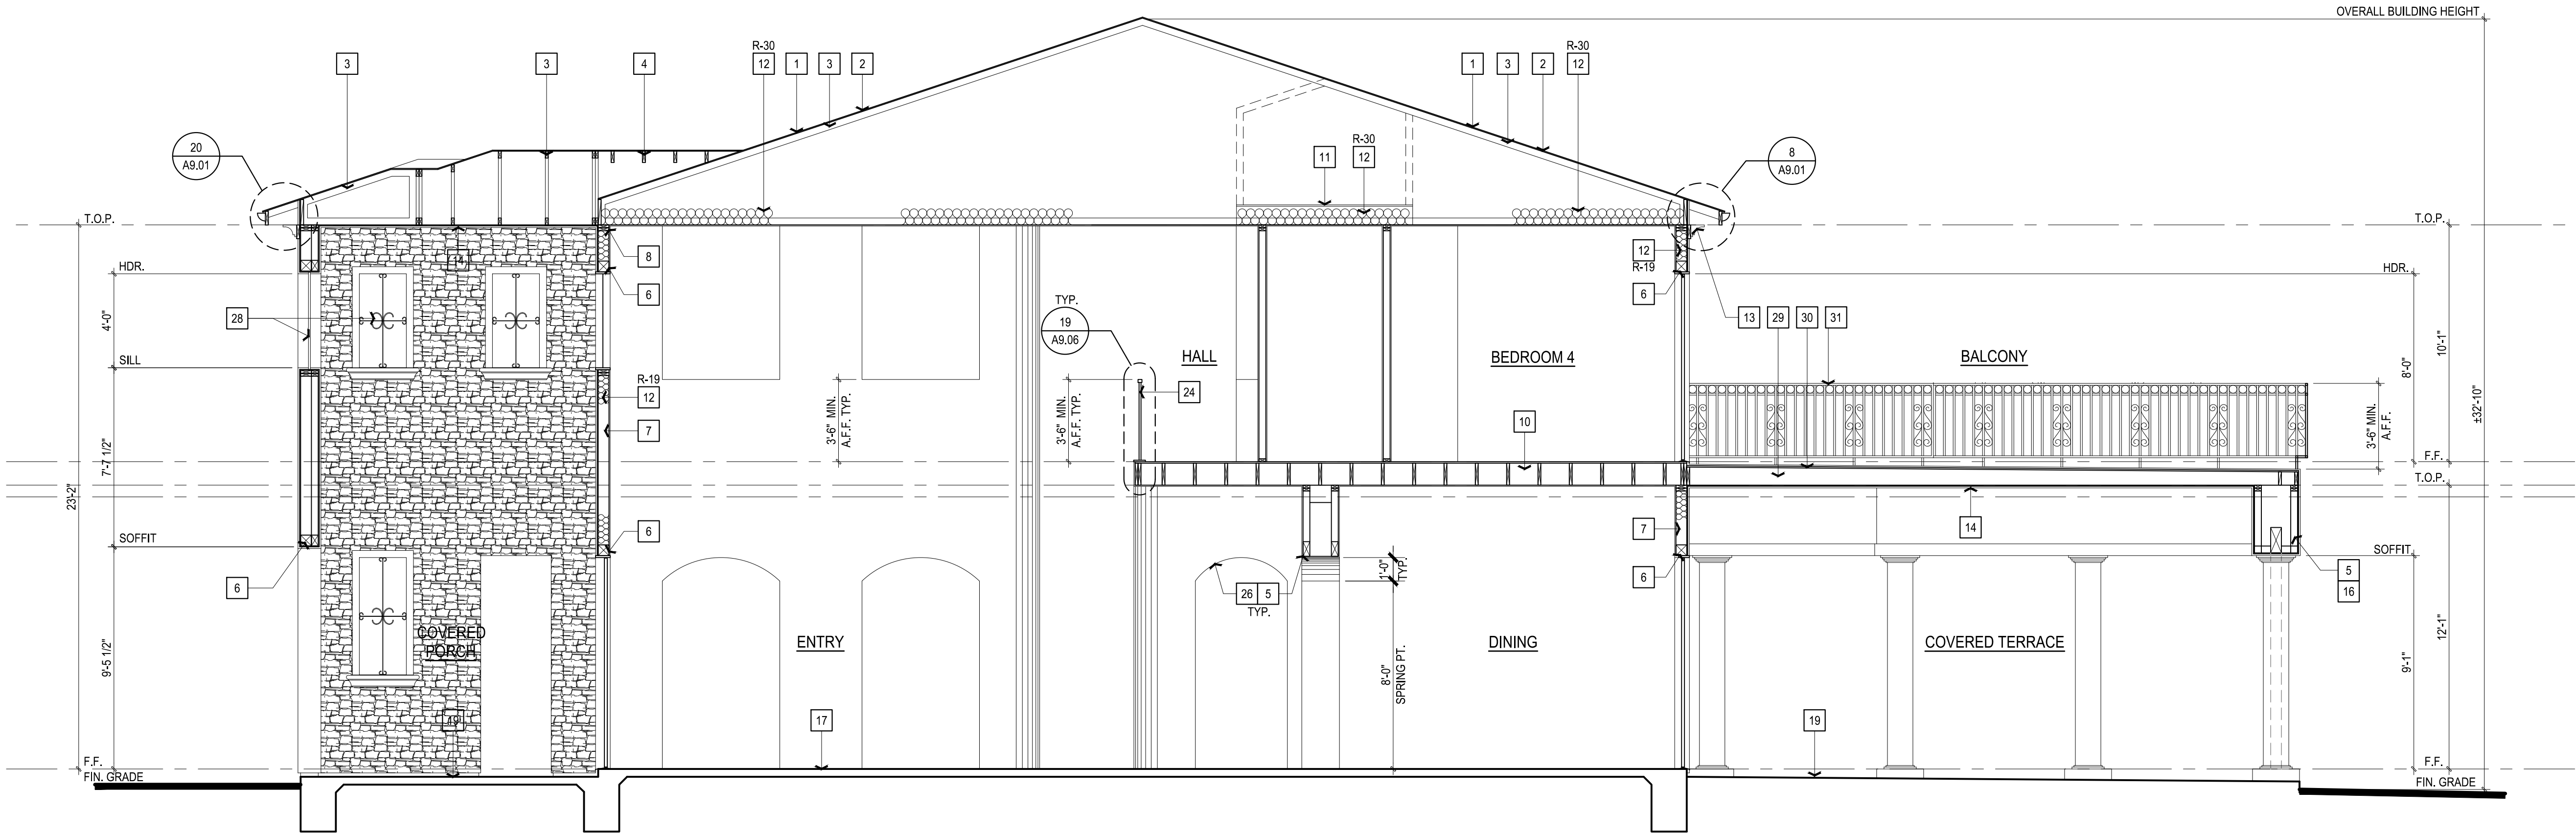 OVERALL BUILDING HEIGHT
R-30
R-30
3
3
4
12
1
3
2
1
3
2
12
20
A9.01
R-30
11
12
8
A9.01
T.O.P.
T.O.P.
14
8
12
R-19
HDR.
HDR.
6
6
4'-0"
28
TYP.
19
A9.06
13
29
30
31
10'-1"
8'-0"
SILL
HALL
BEDROOM 4
BALCONY
R-19
12
24
3'-6" MIN.
A.F.F. TYP.
3'-6" MIN.
A.F.F. TYP.
3'-6" MIN.
A.F.F.
±32'-10"
7
10
7'-7 1/2"
23'-2"
F.F.
T.O.P.
6
7
14
SOFFIT
SOFFIT
6
1'-0"
TYP.
6
5
16
26
5
TYP.
COVERED
PORCH
ENTRY
DINING
COVERED TERRACE
9'-5 1/2"
8'-0"
SPRING PT.
9'-1"
12'-1"
19
17
19
F.F.
F.F.
FIN. GRADE
FIN. GRADE